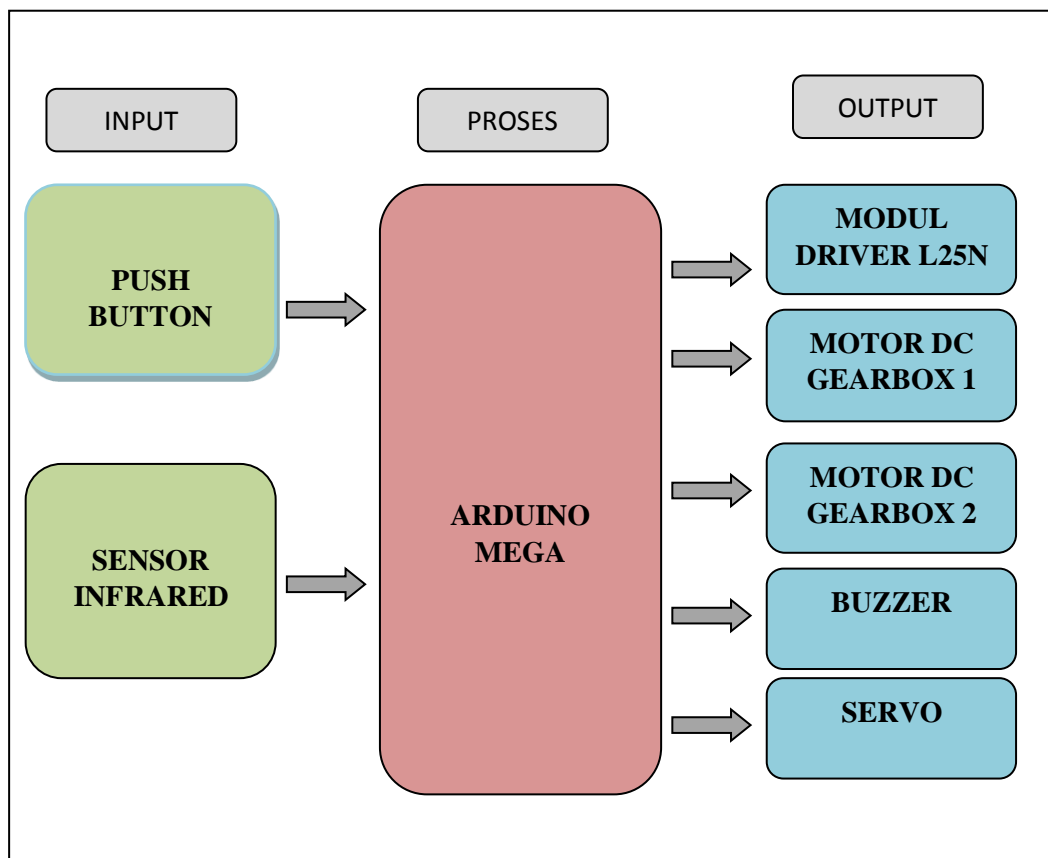 INPUT
PROSES
OUTPUT
PUSH
BUTTON
SENSOR
INFRARED
ARDUINO
MEGA
MODUL
DRIVER L25N
MOTOR DC
GEARBOX 1
MOTOR DC
GEARBOX 2
BUZZER
SERVO